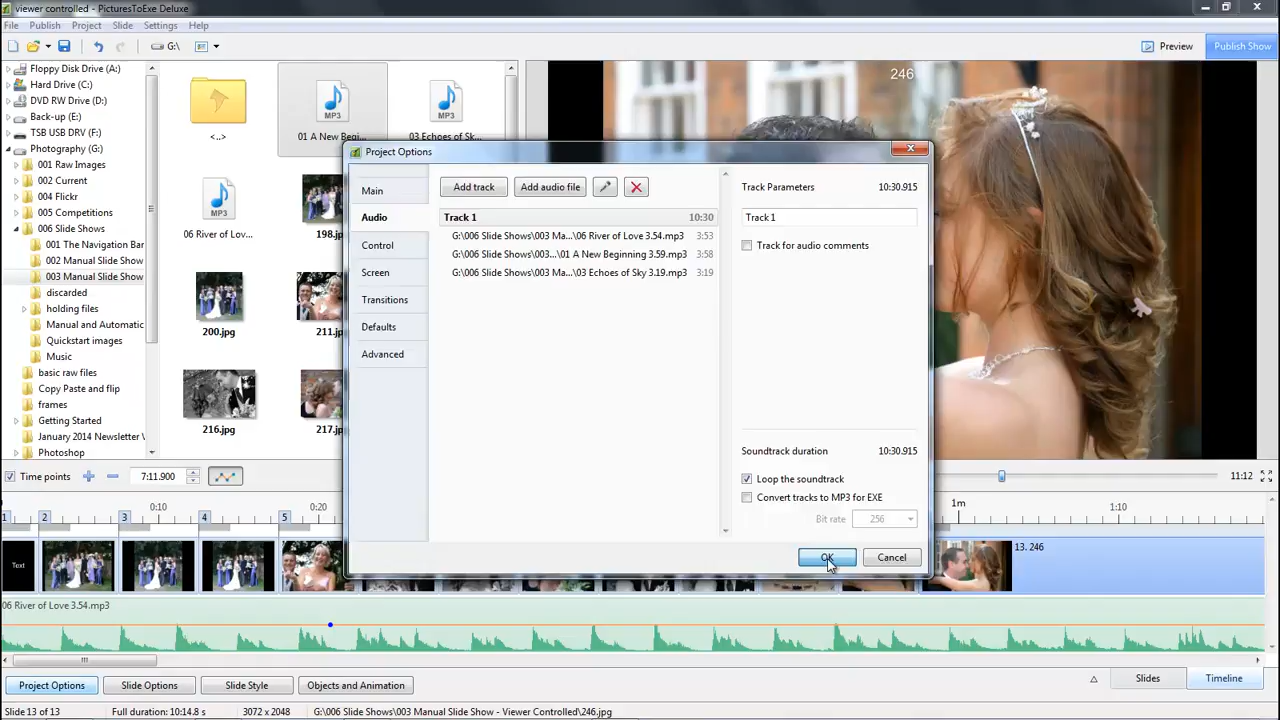 viewer controlled - PicturesToExe Deluxe
File Publish Project Slide Settings Help
G:\ Preview Publish Show
Floppy Disk Drive (A:)
Hard Drive (C:)
DVD RW Drive (D:)
Back-up (E:)
TSB USB DRV (F:)
Photography (G:)
001 Raw Images
002 Current
004 Flickr
005 Competitions
006 Slide Shows
001 The Navigation Bar
002 Manual Slide Show
003 Manual Slide Show
discarded
holding files
Manual and Automatic
Quickstart images
Music
basic raw files
Copy Paste and flip
frames
Getting Started
January 2014 Newsletter
Photoshop
<..>
MP3
01 A New Begi...
MP3
03 Echoes of Sk...
MP3
06 River of Lov...
198.jp
200.jpg
211.jp
216.jpg
217.jp
246
Project Options
Main
Audio
Control
Screen
Transitions
Defaults
Advanced
Add track Add audio file
Track 1 10:30
G:\006 Slide Shows\003 Ma...\06 River of Love 3.54.mp3 3:53
G:\006 Slide Shows\003...\01 A New Beginning 3.59.mp3 3:58
G:\006 Slide Shows\003 Ma...\03 Echoes of Sky 3.19.mp3 3:19
Track Parameters 10:30.915
Track 1
Track for audio comments
Soundtrack duration 10:30.915
Loop the soundtrack
Convert tracks to MP3 for EXE
Bit rate 256
OK Cancel
Time points 7:11.900
11:12
0:10 0:20 1m
1 2 3 4 5
Text
13. 246
06 River of Love 3.54.mp3
Project Options Slide Options Slide Style Objects and Animation Slides Timeline
Slide 13 of 13 Full duration: 10:14.8 s 3072 x 2048 G:\006 Slide Shows\003 Manual Slide Show - Viewer Controlled\246.jpg